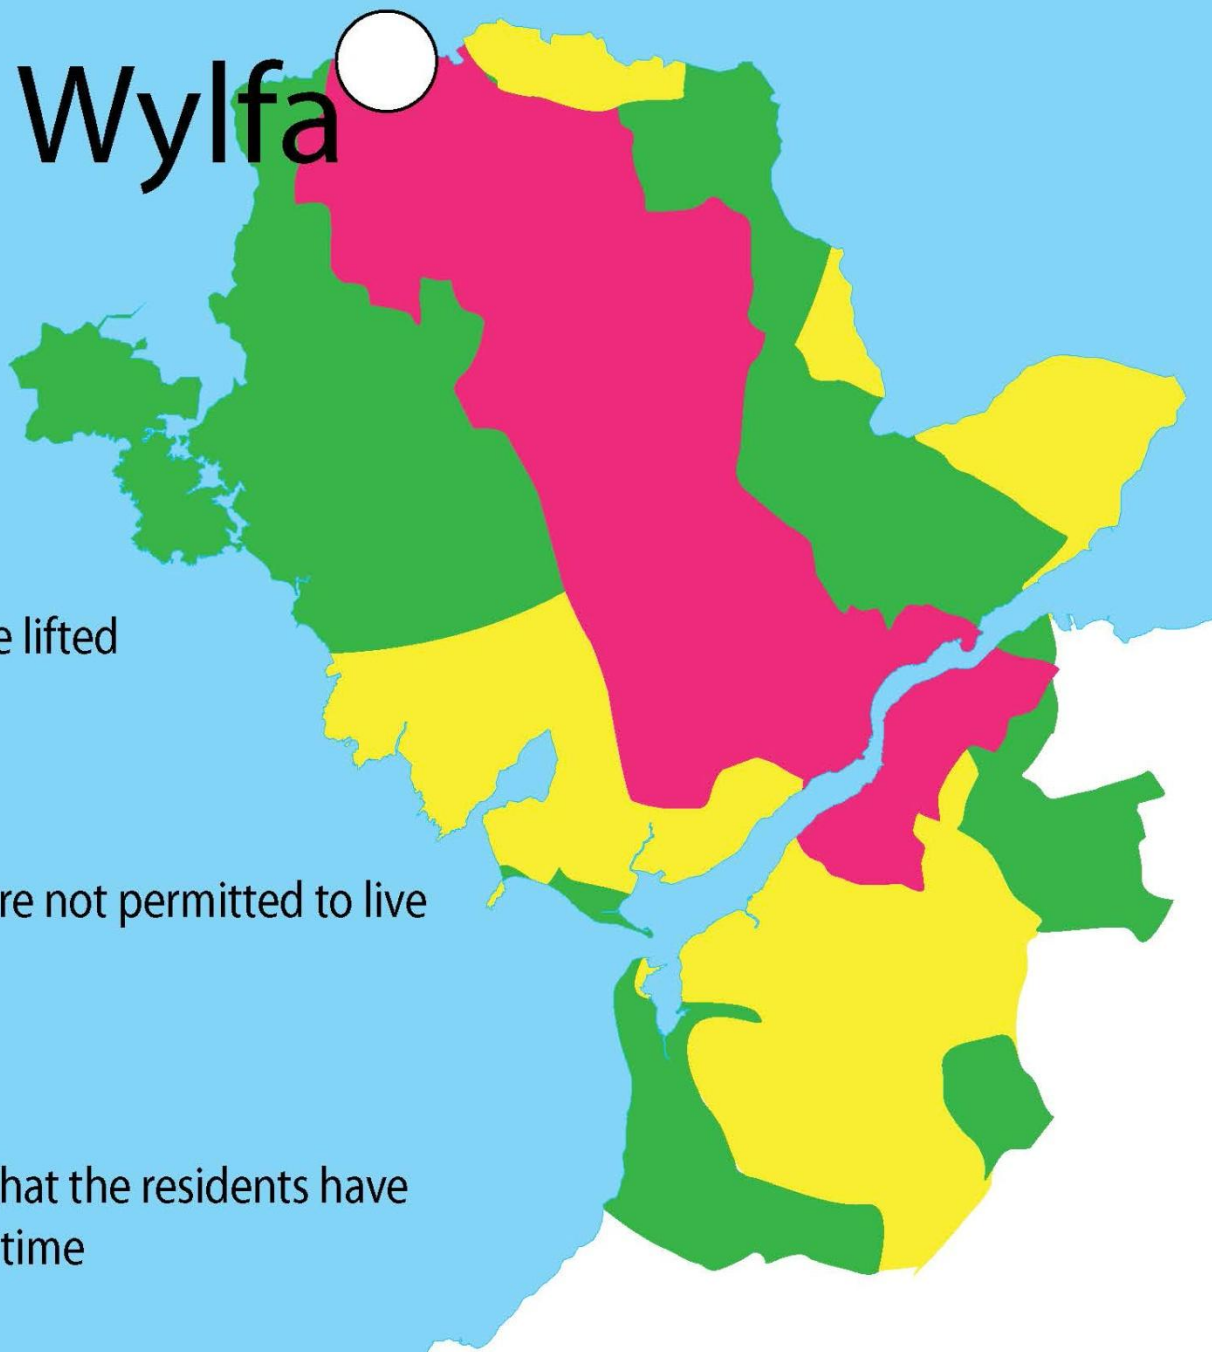 Wylfa
e lifted
re not permitted to live
hat the residents have
time